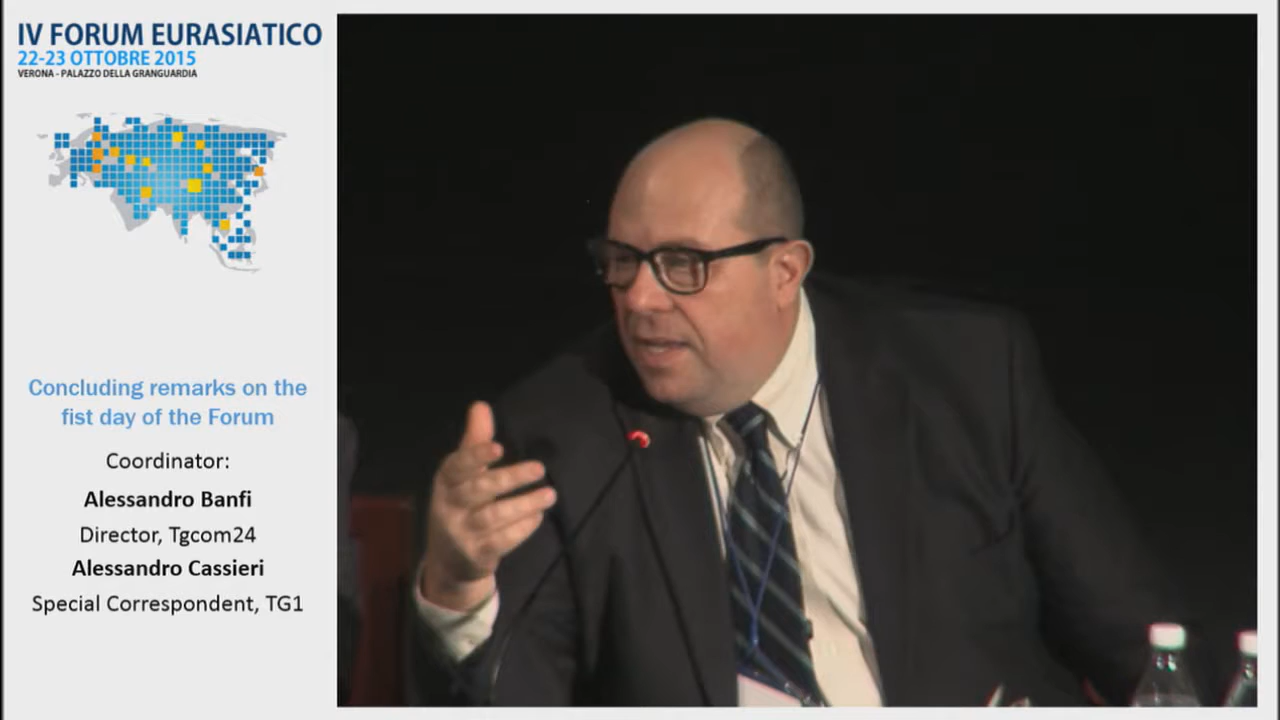 IV FORUM EURASIATICO
22-23 OTTOBRE 2015
VERONA - PALAZZO DELLA GRANGUARDIA
Concluding remarks on the
fist day of the Forum
Coordinator:
Alessandro Banfi
Director, Tgcom24
Alessandro Cassieri
Special Correspondent, TG1